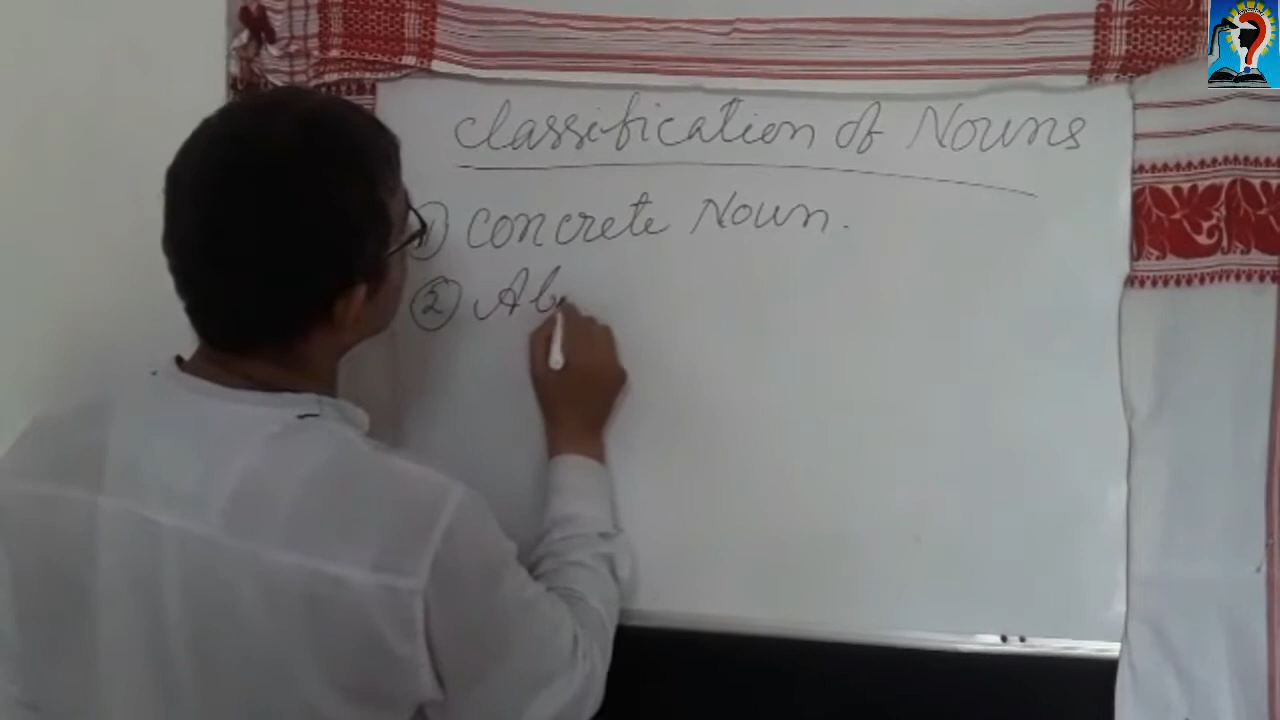 Classification of Nouns
① Concrete Noun.
② Ab